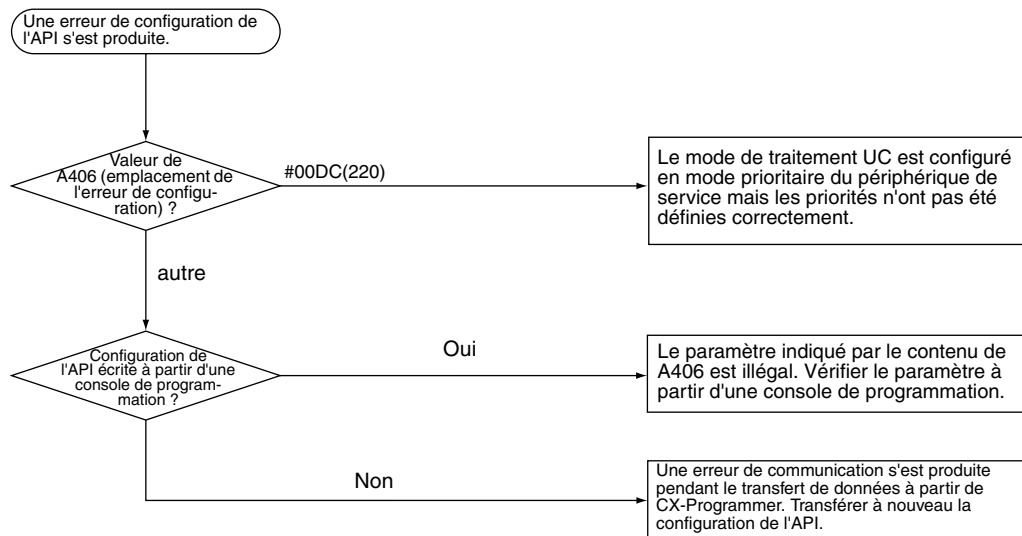 Une erreur de configuration de
l'API s'est produite.
Valeur de
A406 (emplacement de
l'erreur de configu-
ration) ?
#00DC(220)
Le mode de traitement UC est configuré
en mode prioritaire du périphérique de
service mais les priorités n'ont pas été
définies correctement.
autre
Configuration de
l'API écrite à partir d'une
console de program-
mation ?
Oui
Le paramètre indiqué par le contenu de
A406 est illégal. Vérifier le paramètre à
partir d'une console de programmation.
Non
Une erreur de communication s'est produite
pendant le transfert de données à partir de
CX-Programmer. Transférer à nouveau la
configuration de l'API.